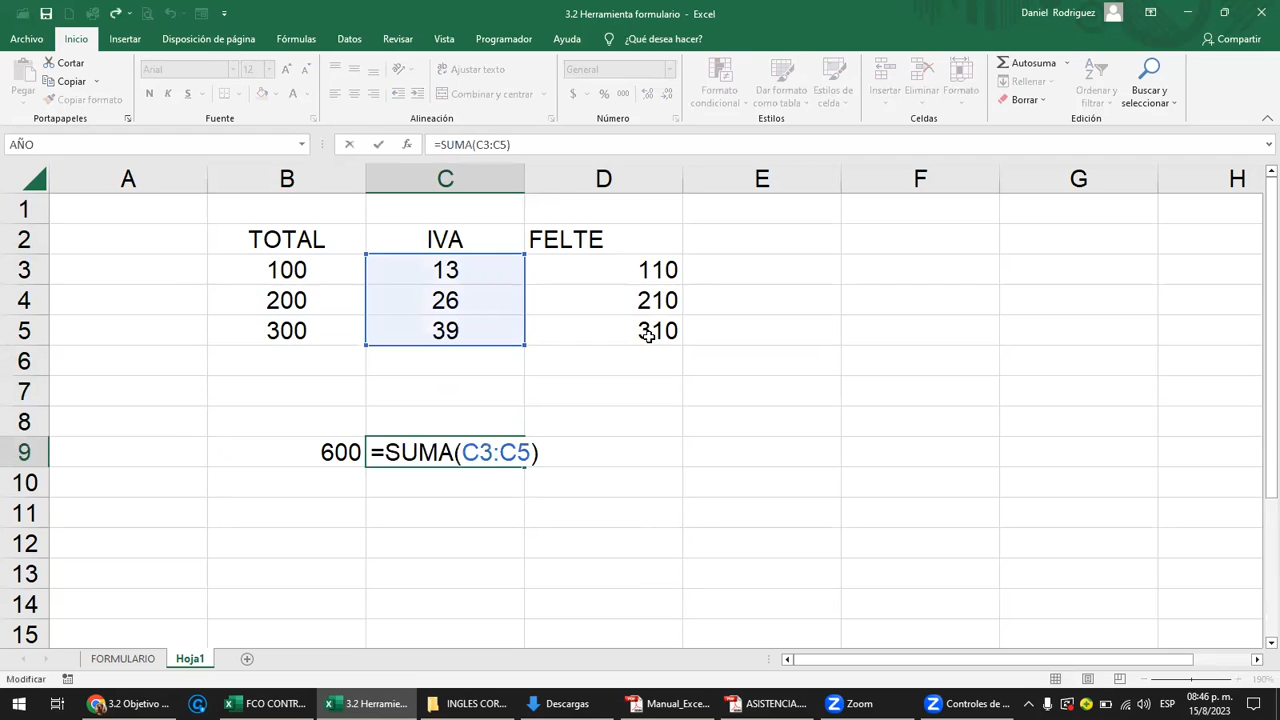 3.2 Herramienta formulario - Excel
Daniel Rodriguez
Archivo Inicio Insertar Disposición de página Fórmulas Datos Revisar Vista Programador Ayuda ¿Qué desea hacer? Compartir
Pegar
Cortar
Copiar
Copiar formato
Portapapeles
Arial 12
N K S
Fuente
Ajustar texto
Combinar y centrar
Alineación
General
$ % 000
Número
Formato condicional
Dar formato como tabla
Estilos de celda
Estilos
Insertar Eliminar Formato
Celdas
Autosuma
Rellenar
Borrar
Ordenar y filtrar
Buscar y seleccionar
Edición
AÑO =SUMA(C3:C5)
A B C D E F G H
1
2 TOTAL IVA FELTE
3 100 13 110
4 200 26 210
5 300 39 310
6
7
8
9 600 =SUMA(C3:C5)
10
11
12
13
14
15
FORMULARIO Hoja1
Modificar 190%
3.2 Objetivo ... FCO CONTR... 3.2 Herramie... INGLES COR... Descargas Manual_Exce... ASISTENCIA... Zoom Controles de ... ESP 08:46 p. m.
15/8/2023